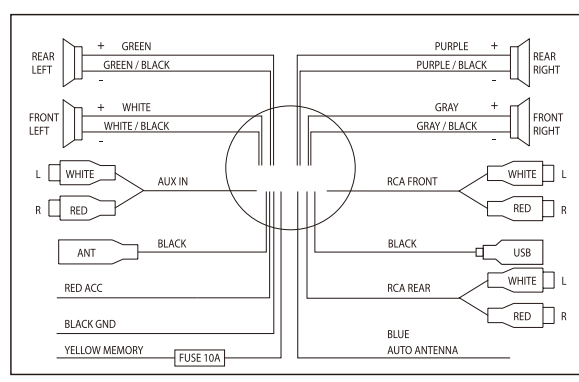 + GREEN
REAR
LEFT
GREEN / BLACK
-
+ WHITE
FRONT
LEFT
WHITE / BLACK
-
L WHITE
AUX IN
R RED
ANT
BLACK
RED ACC
BLACK GND
YELLOW MEMORY
FUSE 10A
PURPLE +
REAR
RIGHT
PURPLE / BLACK
-
GRAY +
FRONT
RIGHT
GRAY / BLACK
-
RCA FRONT
WHITE L
RED R
BLACK
USB
RCA REAR
WHITE L
RED R
BLUE
AUTO ANTENNA